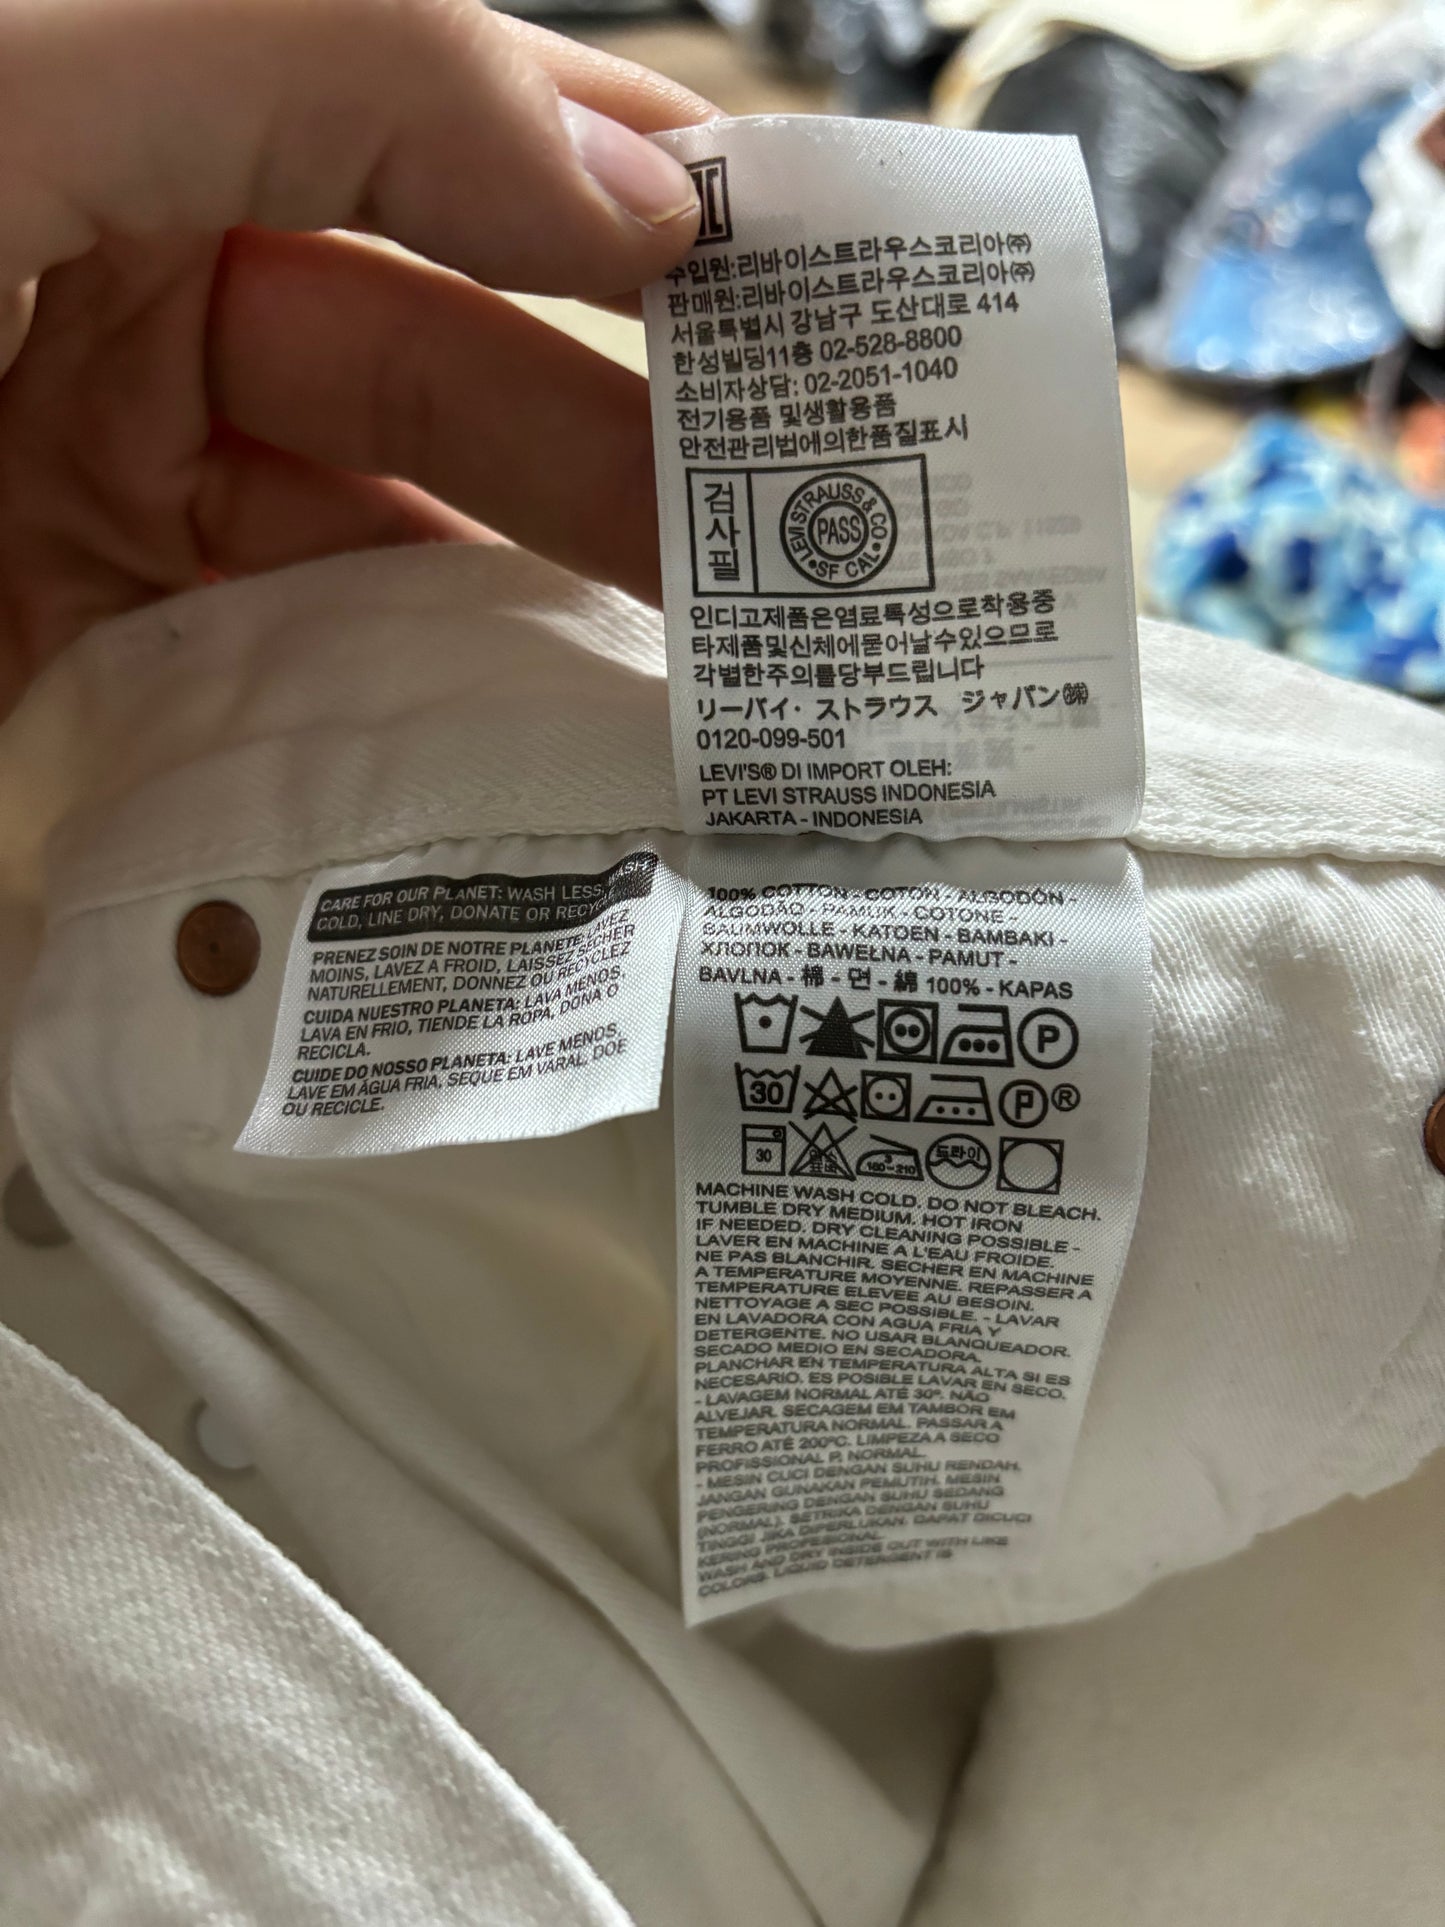 수입원:리바이스트라우스코리아㈜
판매원:리바이스트라우스코리아㈜
서울특별시 강남구 도산대로 414
한성빌딩11층 02-528-8800
소비자상담: 02-2051-1040
전기용품 및생활용품
안전관리법에의한품질표시
검사필
LEVI STRAUSS & CO
PASS
SF CAL
인디고제품은염료특성으로착용중
타제품및신체에묻어날수있으므로
각별한주의를당부드립니다
リーバイ・ストラウス ジャパン㈱
0120-099-501
LEVI'S® DI IMPORT OLEH:
PT LEVI STRAUSS INDONESIA
JAKARTA - INDONESIA
CARE FOR OUR PLANET: WASH LESS, WASH
COLD, LINE DRY, DONATE OR RECYCLE
PRENEZ SOIN DE NOTRE PLANETE: LAVEZ
MOINS, LAVEZ A FROID, LAISSEZ SECHER
NATURELLEMENT, DONNEZ OU RECYCLEZ
CUIDA NUESTRO PLANETA: LAVA MENOS,
LAVA EN FRIO, TIENDE LA ROPA, DONA O
RECICLA.
CUIDE DO NOSSO PLANETA: LAVE MENOS,
LAVE EM ÁGUA FRIA, SEQUE EM VARAL, DOE
OU RECICLE.
100% COTTON - COTON - ALGODÓN -
ALGODÃO - PAMUK - COTONE -
BAUMWOLLE - KATOEN - BAMBAKI -
ХЛОПОК - BAWEŁNA - PAMUT -
BAVLNA - 棉 - 면 - 綿 100% - KAPAS
P
30 P ®
30 염소표백 3 180~210 드라이
MACHINE WASH COLD. DO NOT BLEACH.
TUMBLE DRY MEDIUM. HOT IRON
IF NEEDED. DRY CLEANING POSSIBLE -
LAVER EN MACHINE A L'EAU FROIDE.
NE PAS BLANCHIR. SECHER EN MACHINE
A TEMPERATURE MOYENNE. REPASSER A
TEMPERATURE ELEVEE AU BESOIN.
NETTOYAGE A SEC POSSIBLE. - LAVAR
EN LAVADORA CON AGUA FRIA Y
DETERGENTE. NO USAR BLANQUEADOR.
SECADO MEDIO EN SECADORA.
PLANCHAR EN TEMPERATURA ALTA SI ES
NECESARIO. ES POSIBLE LAVAR EN SECO.
- LAVAGEM NORMAL ATÉ 30º. NÃO
ALVEJAR. SECAGEM EM TAMBOR EM
TEMPERATURA NORMAL. PASSAR A
FERRO ATÉ 200ºC. LIMPEZA A SECO
PROFISSIONAL P. NORMAL.
- MESIN CUCI DENGAN SUHU RENDAH.
JANGAN GUNAKAN PEMUTIH. MESIN
PENGERING DENGAN SUHU SEDANG
(NORMAL). SETRIKA DENGAN SUHU
TINGGI JIKA DIPERLUKAN. DAPAT DICUCI
KERING PROFESIONAL.
WASH AND DRY INSIDE OUT WITH LIKE
COLORS. LIQUID DETERGENT IS